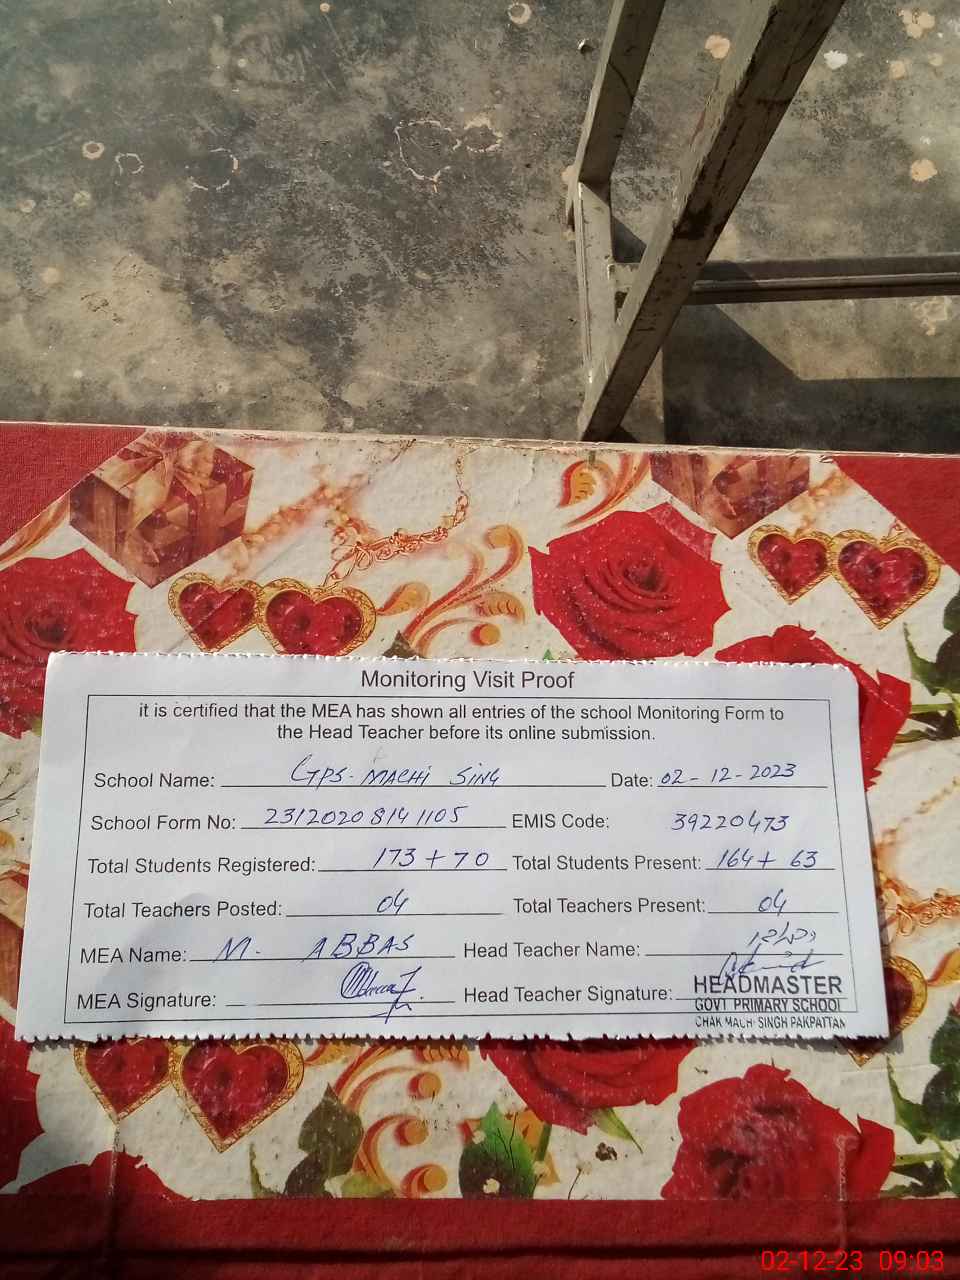 Monitoring Visit Proof
it is certified that the MEA has shown all entries of the school Monitoring Form to
the Head Teacher before its online submission.
School Name: GPS- MACHI SING Date: 02-12-2023
School Form No: 23120208141105 EMIS Code: 39220473
Total Students Registered: 173+70 Total Students Present: 164+ 63
Total Teachers Posted: 04 Total Teachers Present: 04
MEA Name: M. ABBAS Head Teacher Name:
MEA Signature: Head Teacher Signature:
HEADMASTER
GOVT PRIMARY SCHOOL
CHAK MACHI SINGH PAKPATTAN
02-12-23 09:03